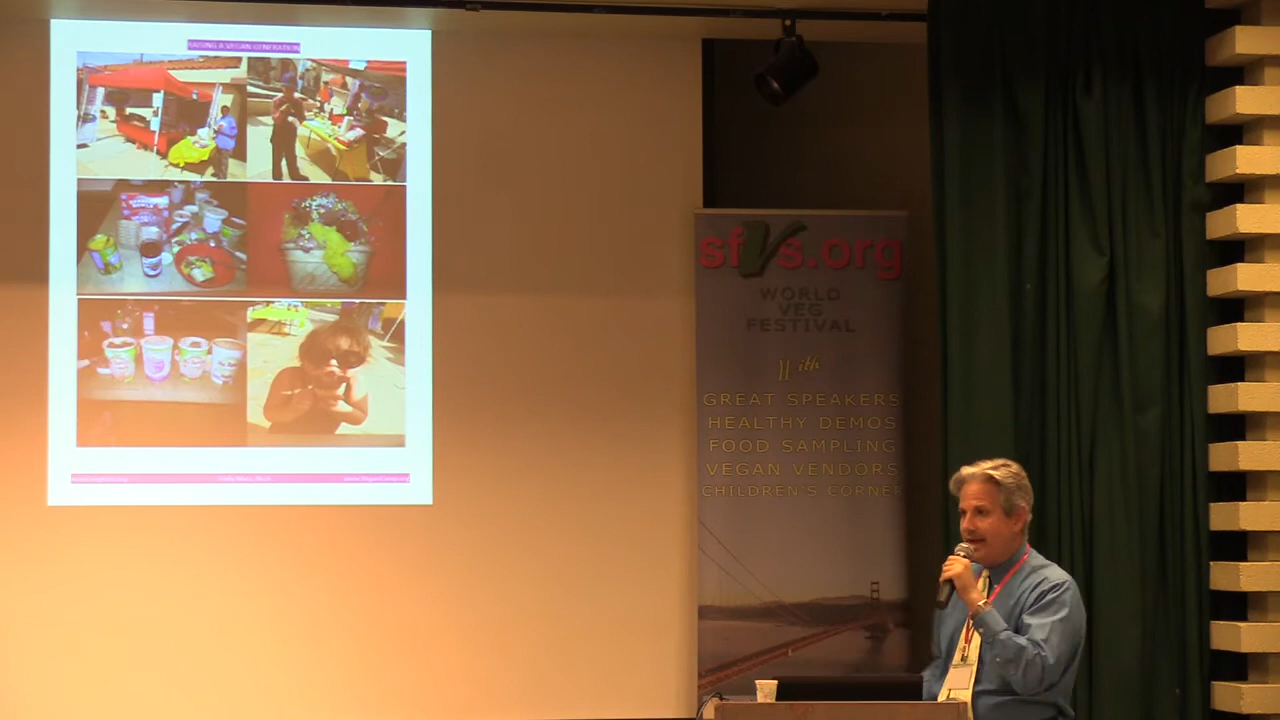 RAISING A VEGAN GENERATION
sfVs.org
WORLD
VEG
FESTIVAL
With
GREAT SPEAKERS
HEALTHY DEMOS
FOOD SAMPLING
VEGAN VENDORS
CHILDREN'S CORNER